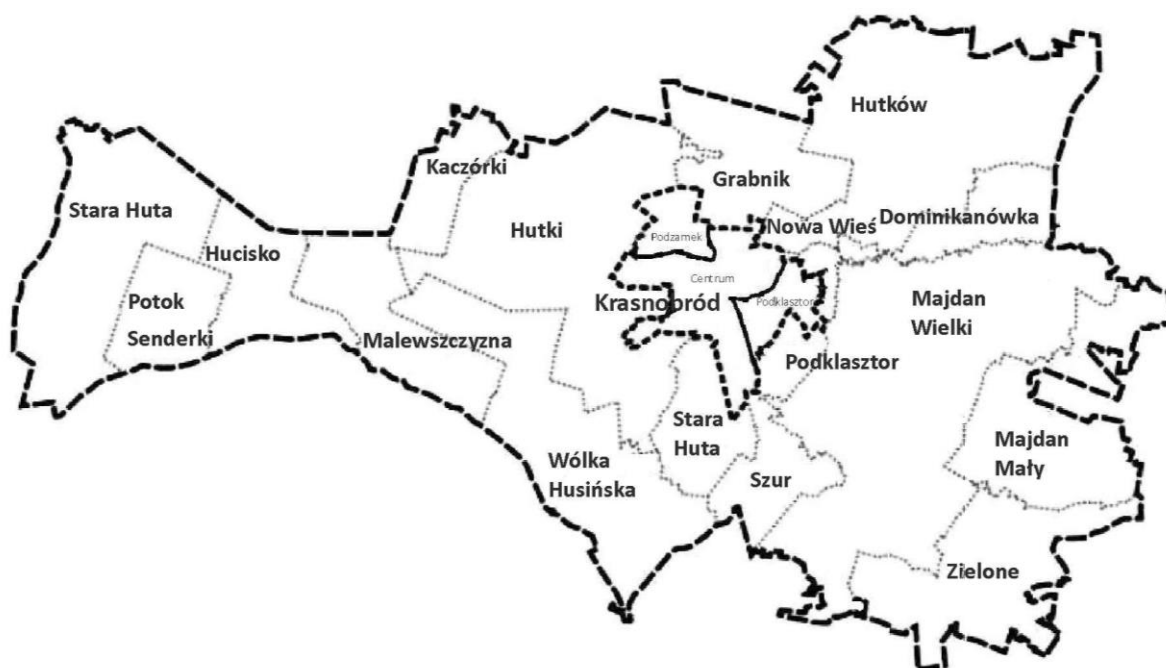 Hutków
Kaczórki
Grabnik
Stara Huta
Hutki
Nowa Wieś
Dominikanówka
Podzamek
Hucisko
Centrum
Potok
Senderki
Krasnobród
Podklasztor
Majdan
Wielki
Malewszczyzna
Podklasztor
Stara
Huta
Majdan
Mały
Wólka
Husińska
Szur
Zielone